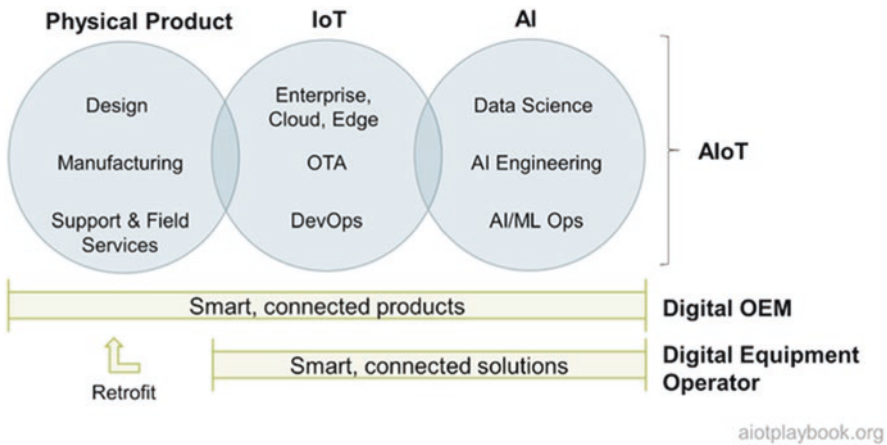 Physical Product
IoT
AI
Design
Manufacturing
Support & Field
Services
Enterprise,
Cloud, Edge
OTA
DevOps
Data Science
AI Engineering
AI/ML Ops
AIoT
Smart, connected products
Digital OEM
Retrofit
Smart, connected solutions
Digital Equipment
Operator
aiotplaybook.org